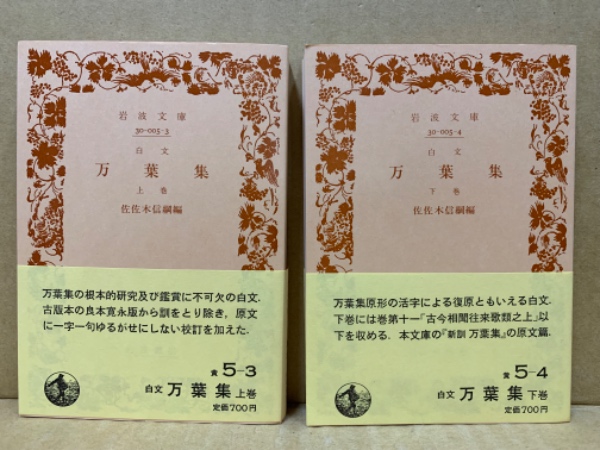 岩波文庫
30-005-3
白文
万葉集
上巻
佐佐木信綱編
万葉集の根本的研究及び鑑賞に不可欠の白文.
古版本の良本寛永版から訓をとり除き,原文
に一字一句ゆるがせにしない校訂を加えた.
黄5-3
白文 万葉集 上巻
定価700円
岩波文庫
30-005-4
白文
万葉集
下巻
佐佐木信綱編
万葉集原形の活字による復原ともいえる白文.
下巻には巻第十一「古今相聞往来歌類之上」以
下を収める. 本文庫の『新訓 万葉集』の原文篇.
黄5-4
白文 万葉集 下巻
定価700円